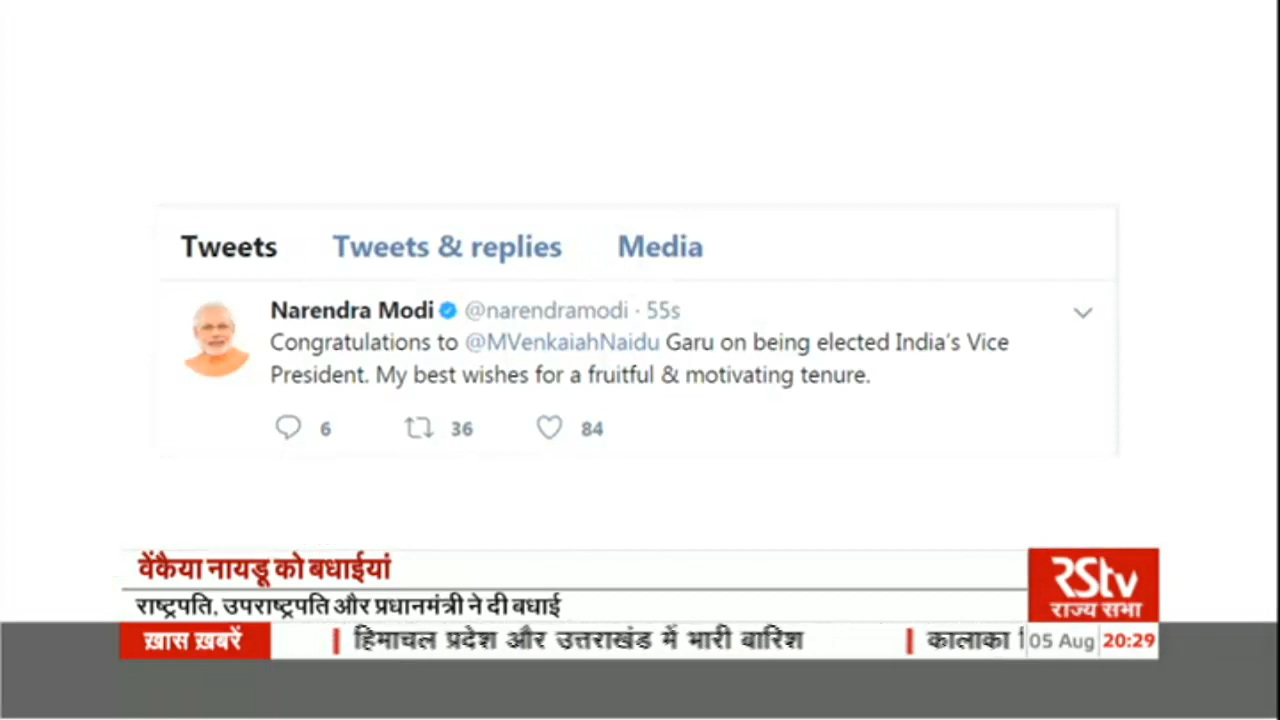 Tweets Tweets & replies Media
Narendra Modi @narendramodi · 55s
Congratulations to @MVenkaiahNaidu Garu on being elected India's Vice
President. My best wishes for a fruitful & motivating tenure.
6 36 84
वेंकैया नायडू को बधाईयां
राष्ट्रपति, उपराष्ट्रपति और प्रधानमंत्री ने दी बधाई
RStv
राज्य सभा
ख़ास ख़बरें | हिमाचल प्रदेश और उत्तराखंड में भारी बारिश | कालाका 05 Aug 20:29